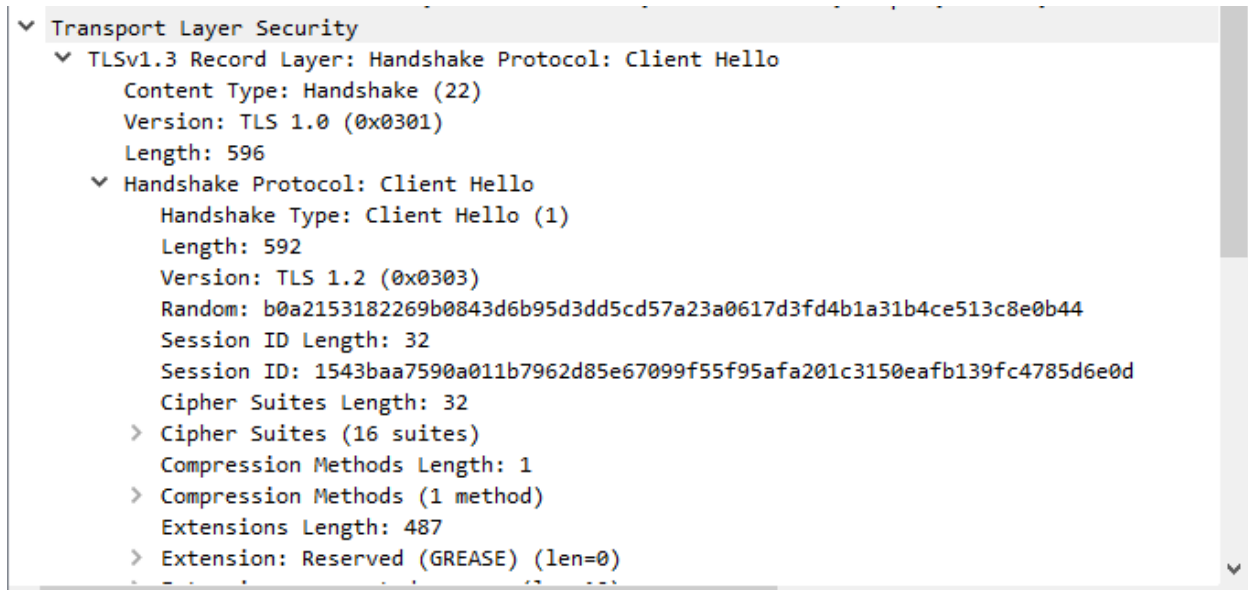 Transport Layer Security
TLSv1.3 Record Layer: Handshake Protocol: Client Hello
Content Type: Handshake (22)
Version: TLS 1.0 (0x0301)
Length: 596
Handshake Protocol: Client Hello
Handshake Type: Client Hello (1)
Length: 592
Version: TLS 1.2 (0x0303)
Random: b0a2153182269b0843d6b95d3dd5cd57a23a0617d3fd4b1a31b4ce513c8e0b44
Session ID Length: 32
Session ID: 1543baa7590a011b7962d85e67099f55f95afa201c3150eafb139fc4785d6e0d
Cipher Suites Length: 32
Cipher Suites (16 suites)
Compression Methods Length: 1
Compression Methods (1 method)
Extensions Length: 487
Extension: Reserved (GREASE) (len=0)